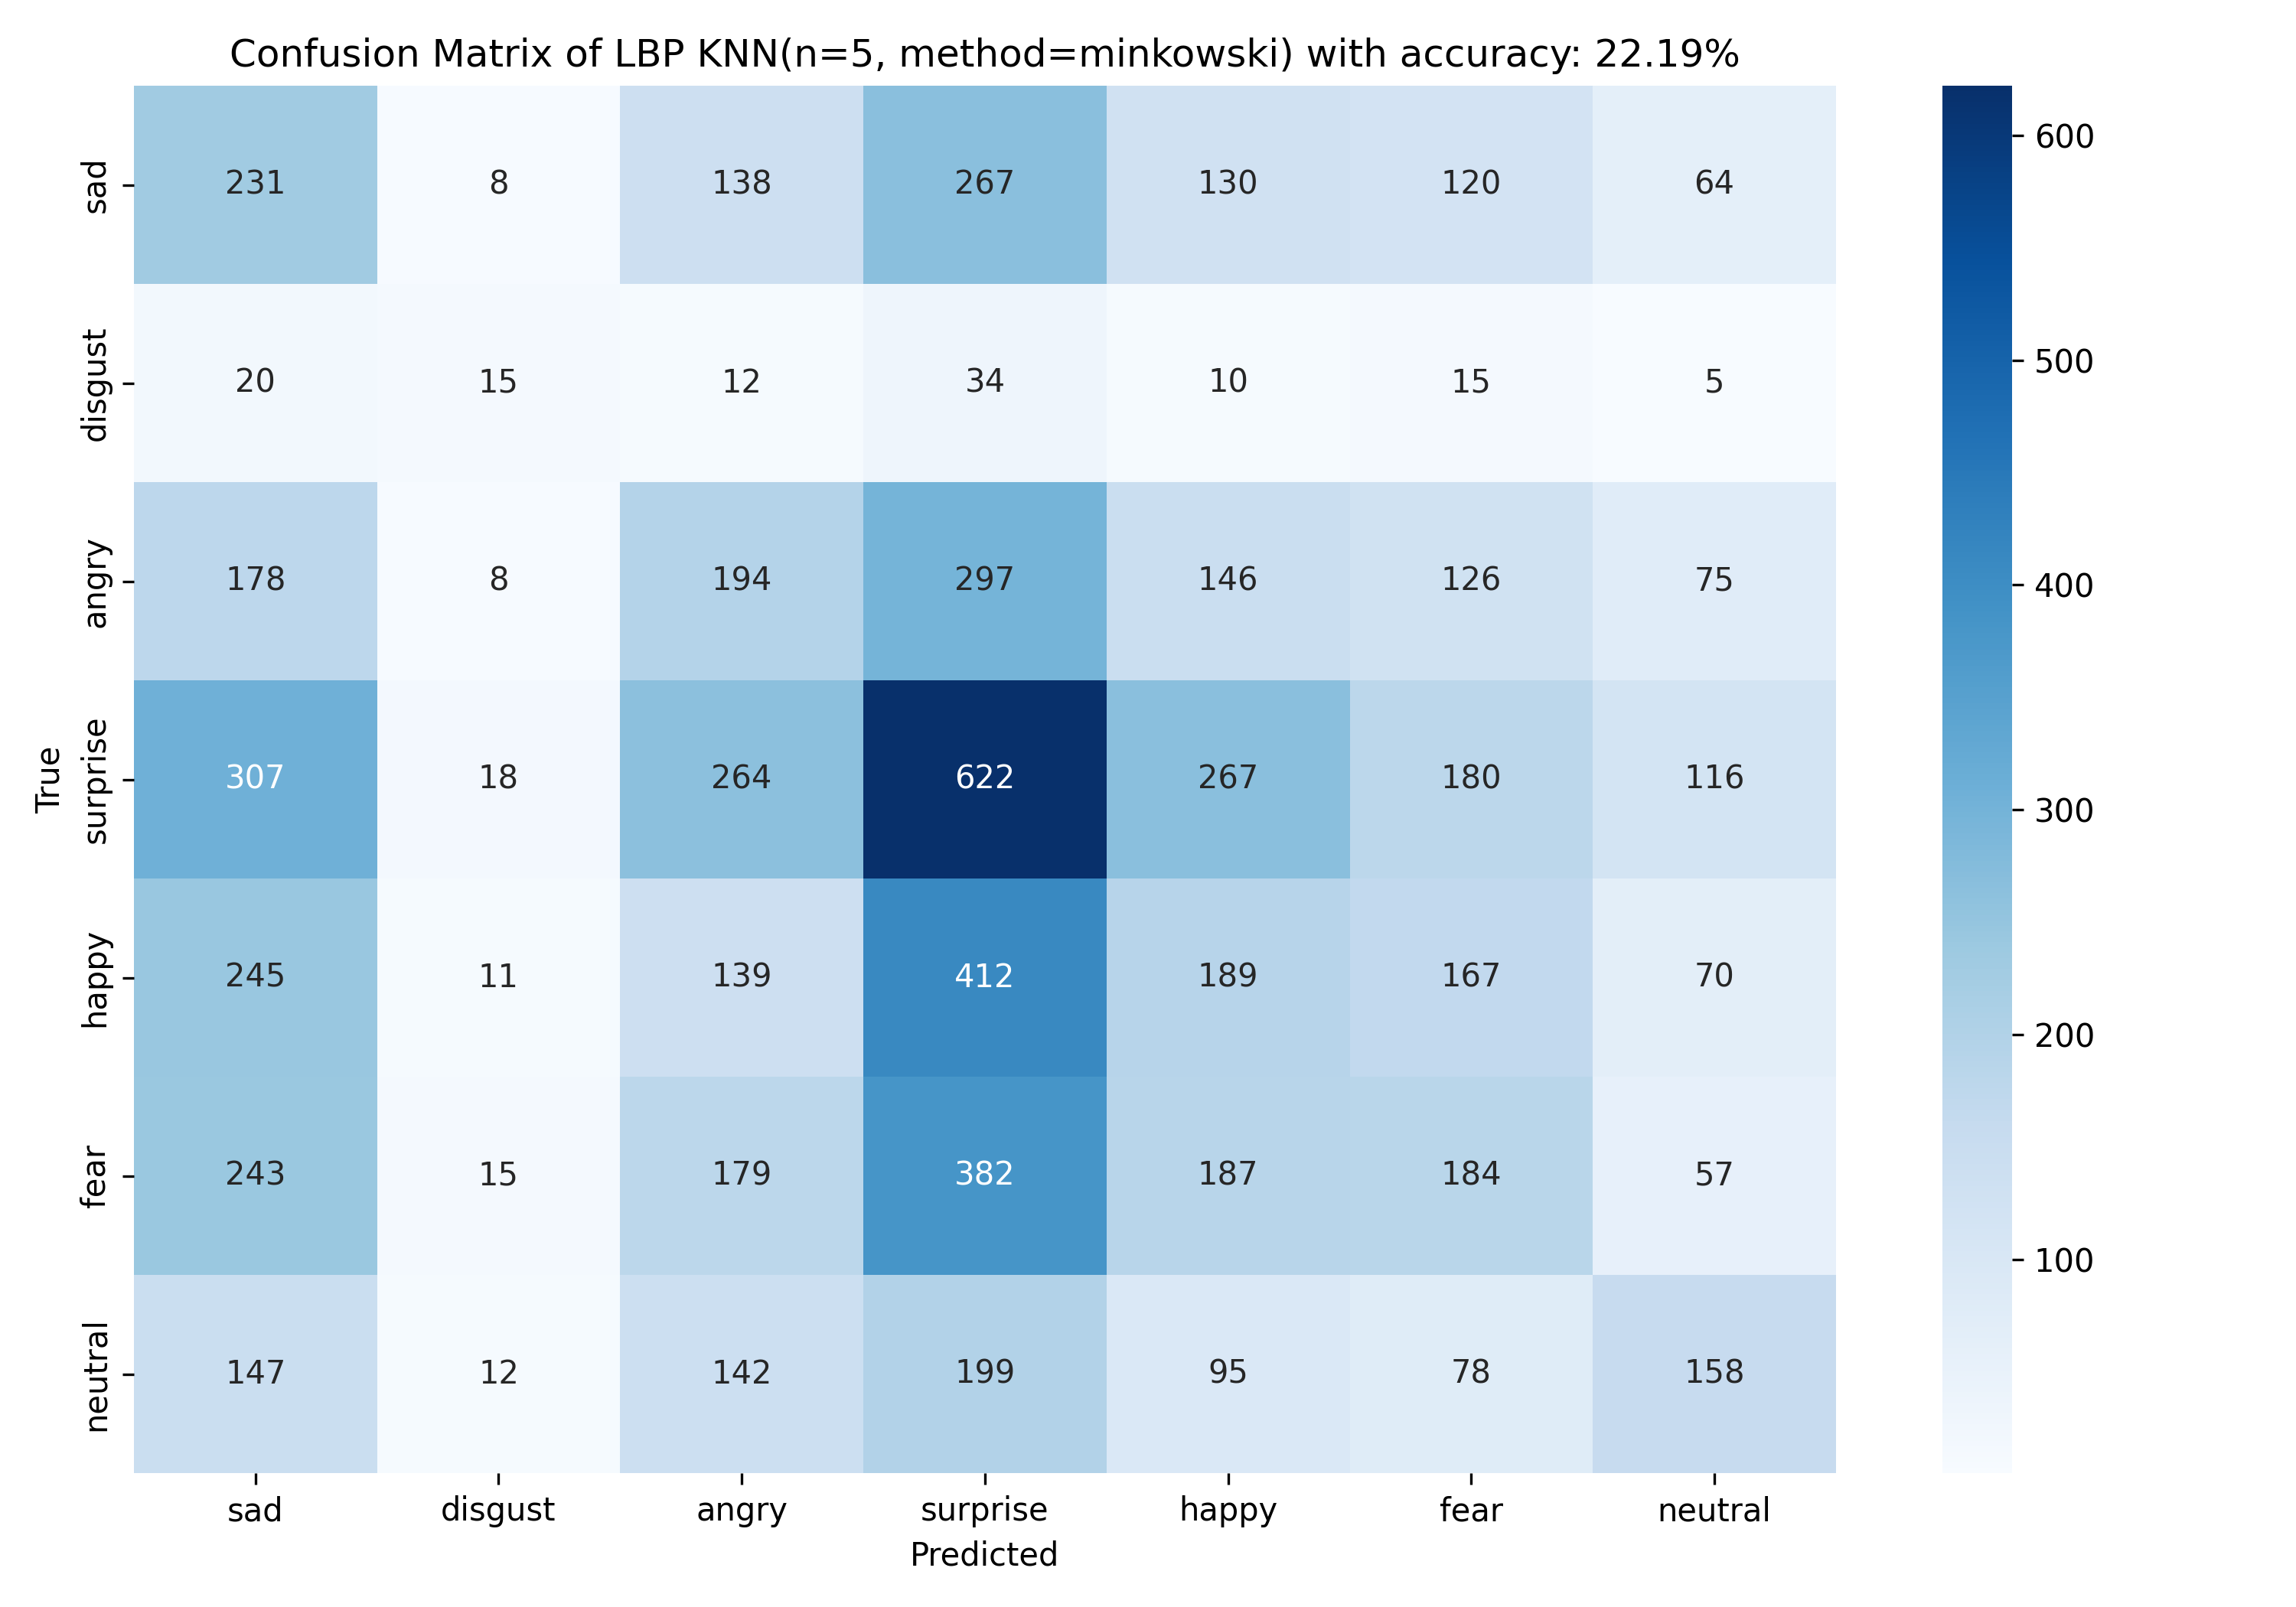 Confusion Matrix of LBP KNN(n=5, method=minkowski) with accuracy: 22.19%
sad 231 8 138 267 130 120 64
disgust 20 15 12 34 10 15 5
angry 178 8 194 297 146 126 75
surprise 307 18 264 622 267 180 116
happy 245 11 139 412 189 167 70
fear 243 15 179 382 187 184 57
neutral 147 12 142 199 95 78 158
True
sad disgust angry surprise happy fear neutral
Predicted
600
500
400
300
200
100